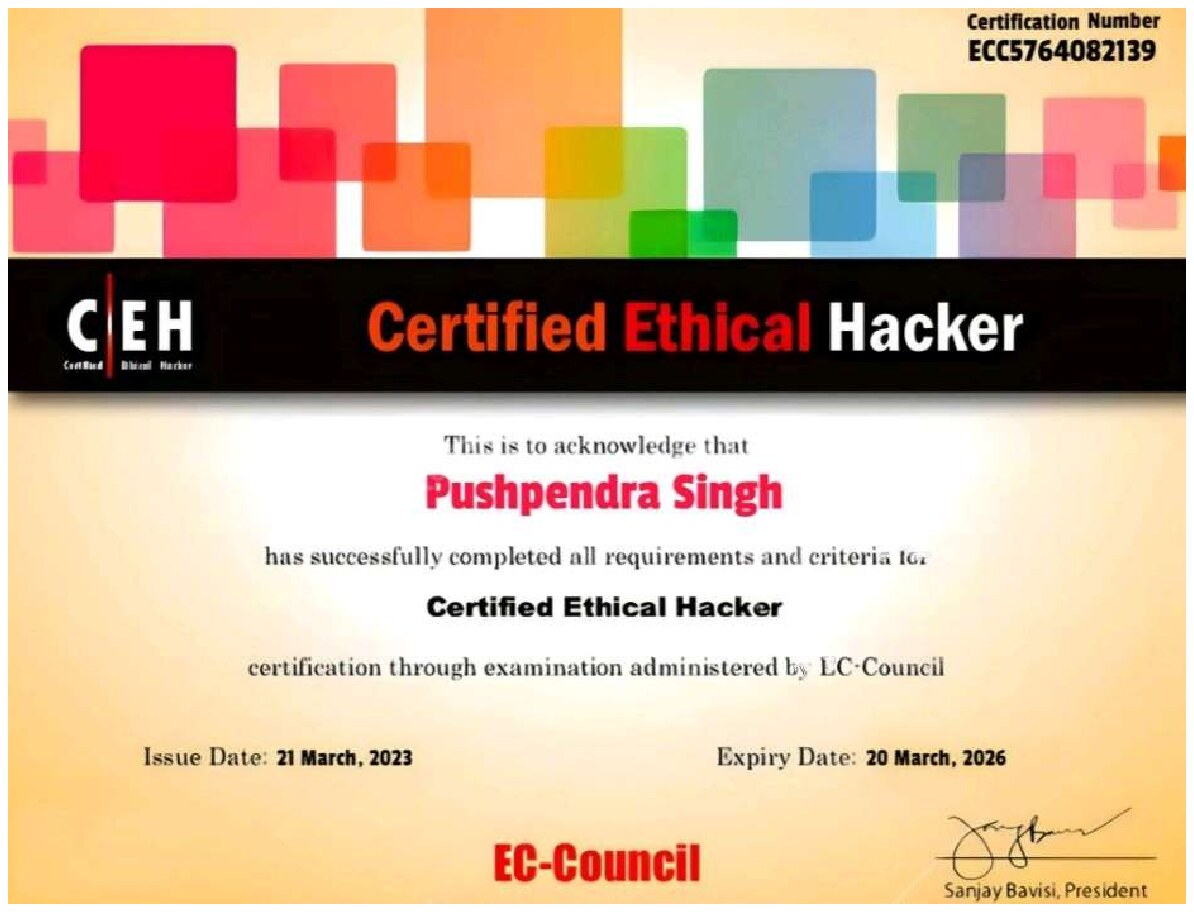 Certification Number
ECC5764082139
C EH
Certified Ethical Hacker
Certified Ethical Hacker
This is to acknowledge that
Pushpendra Singh
has successfully completed all requirements and criteria for
Certified Ethical Hacker
certification through examination administered by EC-Council
Issue Date: 21 March, 2023
Expiry Date: 20 March, 2026
EC-Council
Sanjay Bavisi, President